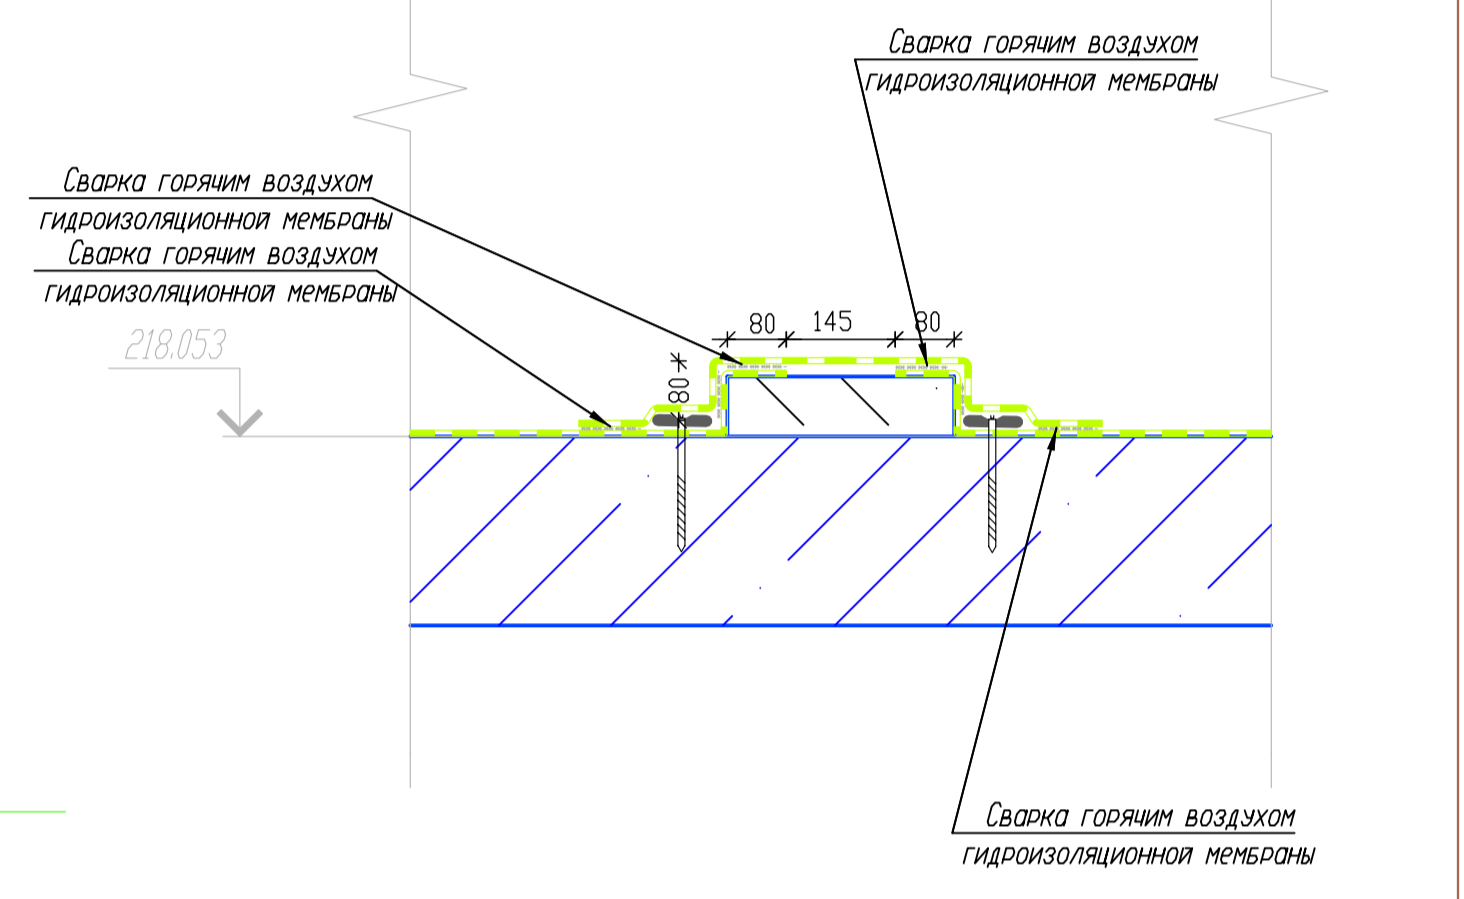 Сварка горячим воздухом
гидроизоляционной мембраны
Сварка горячим воздухом
гидроизоляционной мембраны
Сварка горячим воздухом
гидроизоляционной мембраны
218.053
80 145 80
80
Сварка горячим воздухом
гидроизоляционной мембраны